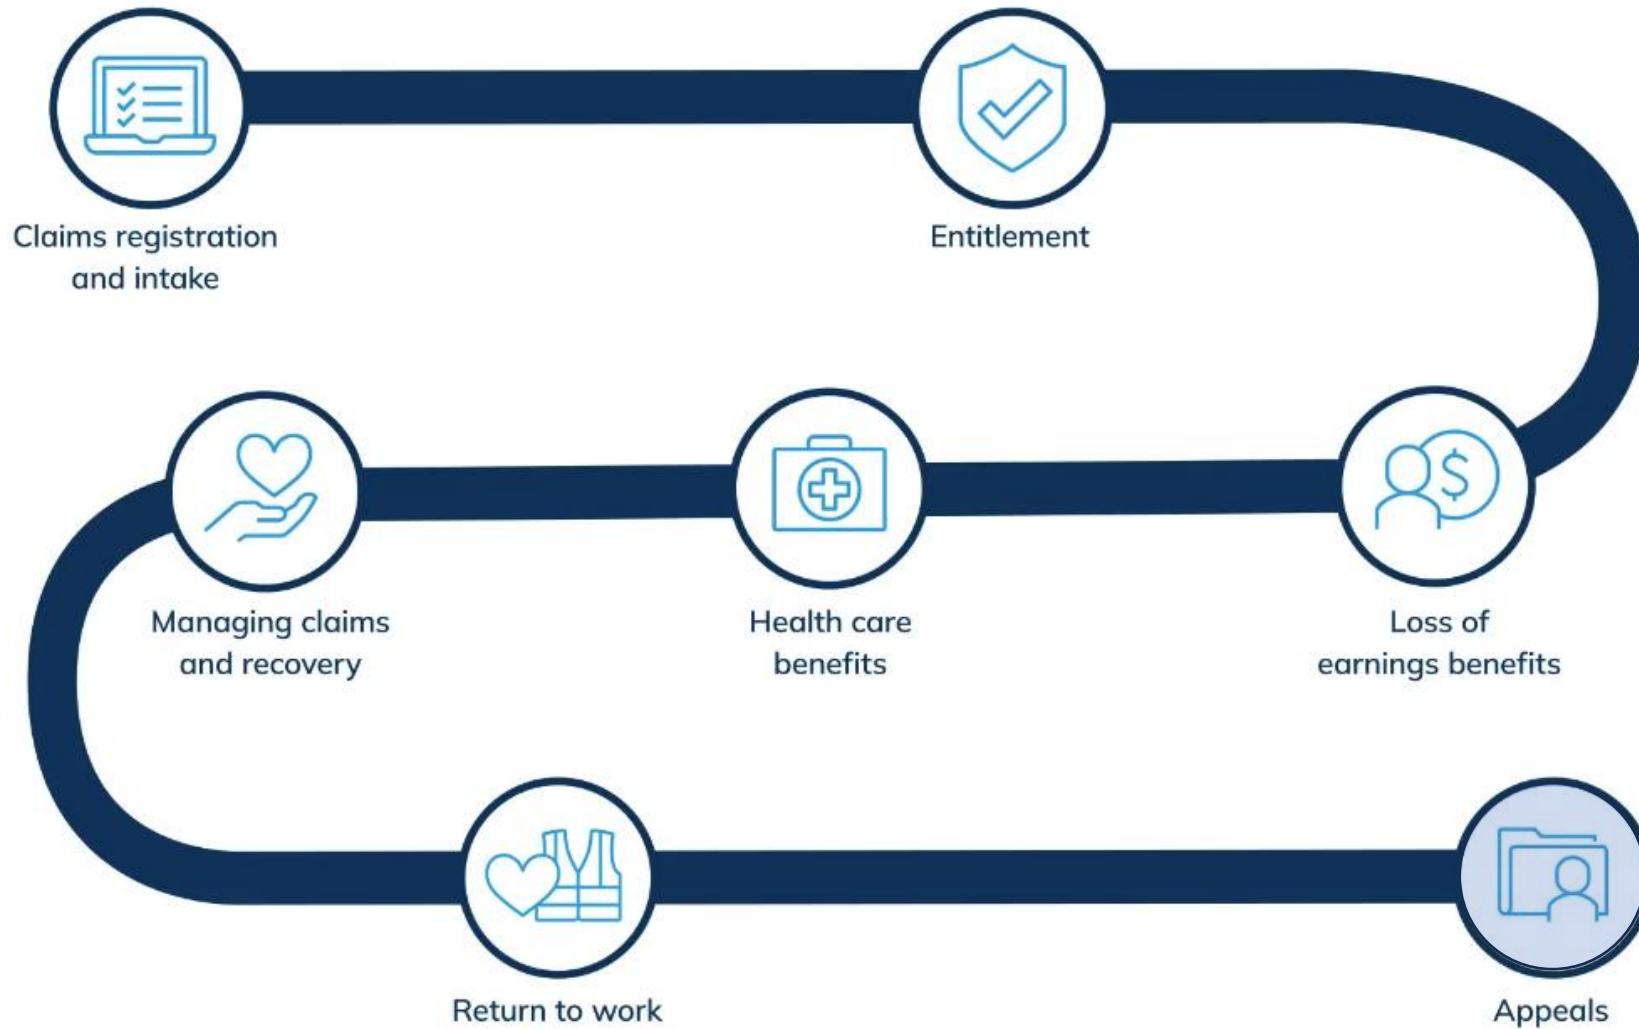 Claims registration
and intake
Entitlement
$
Managing claims
and recovery
Health care
benefits
Loss of
earnings benefits
Return to work
Appeals